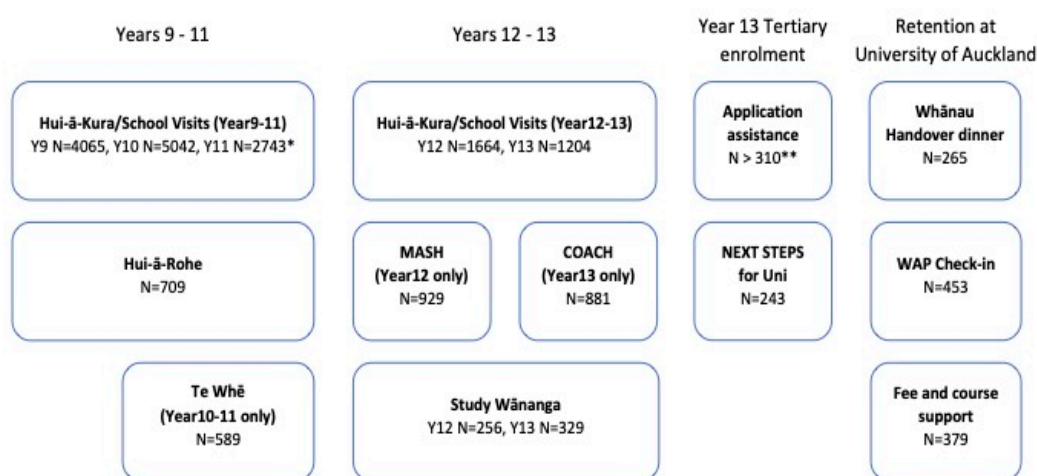 Years 9 - 11
Years 12 - 13
Year 13 Tertiary
enrolment
Retention at
University of Auckland
Hui-ā-Kura/School Visits (Year9-11)
Y9 N=4065, Y10 N=5042, Y11 N=2743*
Hui-ā-Kura/School Visits (Year12-13)
Y12 N=1664, Y13 N=1204
Application
assistance
N > 310**
Whānau
Handover dinner
N=265
Hui-ā-Rohe
N=709
MASH
(Year12 only)
N=929
COACH
(Year13 only)
N=881
NEXT STEPS
for Uni
N=243
WAP Check-in
N=453
Te Whē
(Year10-11 only)
N=589
Study Wānanga
Y12 N=256, Y13 N=329
Fee and course
support
N=379